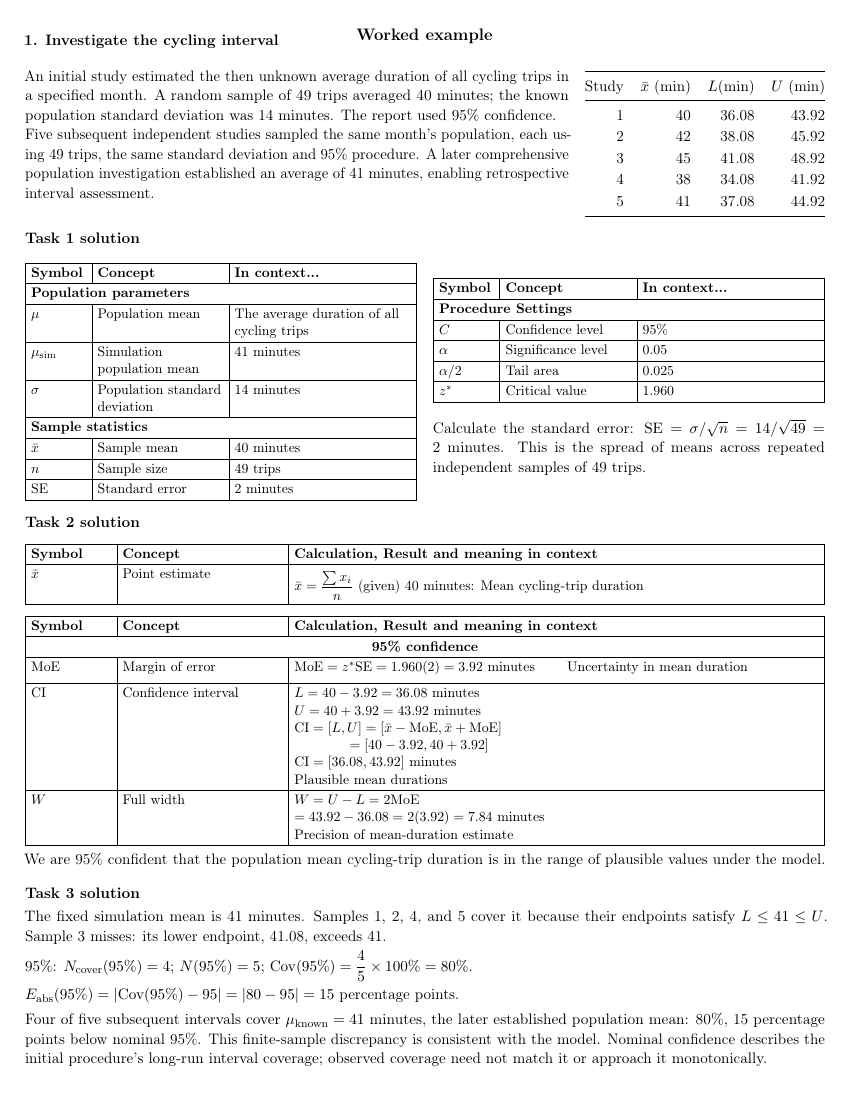 Worked example
1. Investigate the cycling interval
An initial study estimated the then unknown average duration of all cycling trips in
a specified month. A random sample of 49 trips averaged 40 minutes; the known
population standard deviation was 14 minutes. The report used 95% confidence.
Five subsequent independent studies sampled the same month's population, each us-
ing 49 trips, the same standard deviation and 95% procedure. A later comprehensive
population investigation established an average of 41 minutes, enabling retrospective
interval assessment.
Study x̄ (min) L(min) U (min)
1 40 36.08 43.92
2 42 38.08 45.92
3 45 41.08 48.92
4 38 34.08 41.92
5 41 37.08 44.92
Task 1 solution
Symbol Concept In context...
Population parameters
μ Population mean The average duration of all
cycling trips
μ_sim Simulation 41 minutes
population mean
σ Population standard 14 minutes
deviation
Sample statistics
x̄ Sample mean 40 minutes
n Sample size 49 trips
SE Standard error 2 minutes
Symbol Concept In context...
Procedure Settings
C Confidence level 95%
α Significance level 0.05
α/2 Tail area 0.025
z* Critical value 1.960
Calculate the standard error: SE = σ/√n = 14/√49 =
2 minutes. This is the spread of means across repeated
independent samples of 49 trips.
Task 2 solution
Symbol Concept Calculation, Result and meaning in context
x̄ Point estimate x̄ = ∑ x_i / n (given) 40 minutes: Mean cycling-trip duration
Symbol Concept Calculation, Result and meaning in context
95% confidence
MoE Margin of error MoE = z*SE = 1.960(2) = 3.92 minutes Uncertainty in mean duration
CI Confidence interval L = 40 − 3.92 = 36.08 minutes
U = 40 + 3.92 = 43.92 minutes
CI = [L, U] = [x̄ − MoE, x̄ + MoE]
= [40 − 3.92, 40 + 3.92]
CI = [36.08, 43.92] minutes
Plausible mean durations
W Full width W = U − L = 2MoE
= 43.92 − 36.08 = 2(3.92) = 7.84 minutes
Precision of mean-duration estimate
We are 95% confident that the population mean cycling-trip duration is in the range of plausible values under the model.
Task 3 solution
The fixed simulation mean is 41 minutes. Samples 1, 2, 4, and 5 cover it because their endpoints satisfy L ≤ 41 ≤ U.
Sample 3 misses: its lower endpoint, 41.08, exceeds 41.
95%: N_cover(95%) = 4; N(95%) = 5; Cov(95%) = 4/5 × 100% = 80%.
E_abs(95%) = |Cov(95%) − 95| = |80 − 95| = 15 percentage points.
Four of five subsequent intervals cover μ_known = 41 minutes, the later established population mean: 80%, 15 percentage
points below nominal 95%. This finite-sample discrepancy is consistent with the model. Nominal confidence describes the
initial procedure's long-run interval coverage; observed coverage need not match it or approach it monotonically.